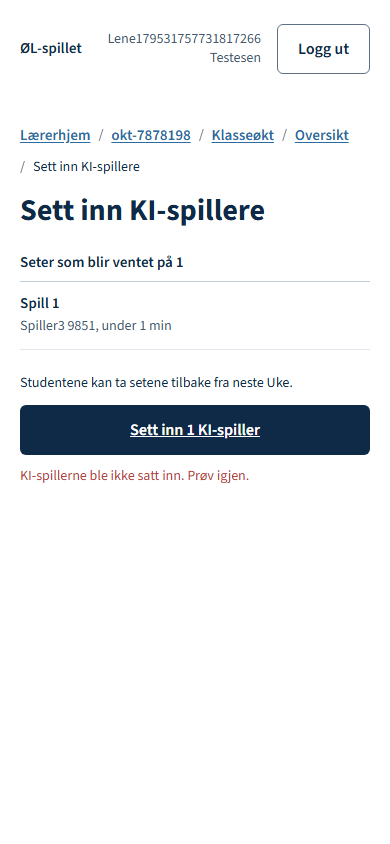 ØL-spillet
Lene179531757731817266
Testesen
Logg ut
Lærerhjem / okt-7878198 / Klasseøkt / Oversikt
/ Sett inn KI-spillere
Sett inn KI-spillere
Seter som blir ventet på 1
Spill 1
Spiller3 9851, under 1 min
Studentene kan ta setene tilbake fra neste Uke.
Sett inn 1 KI-spiller
KI-spillerne ble ikke satt inn. Prøv igjen.